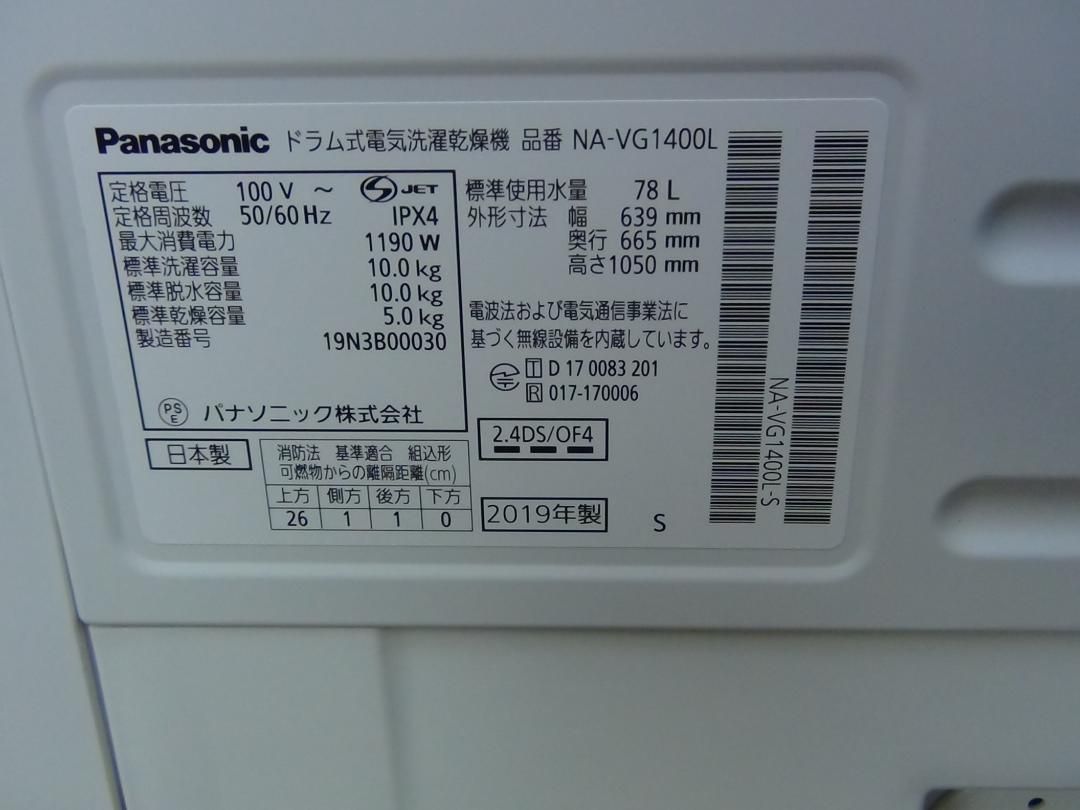 Panasonic ドラム式電気洗濯乾燥機 品番 NA-VG1400L
定格電圧 100 V ～ S JET
定格周波数 50/60 Hz IPX4
最大消費電力 1190 W
標準洗濯容量 10.0 kg
標準脱水容量 10.0 kg
標準乾燥容量 5.0 kg
製造番号 19N3B00030
PS E パナソニック株式会社
標準使用水量 78 L
外形寸法 幅 639 mm
奥行 665 mm
高さ1050 mm
電波法および電気通信事業法に
基づく無線設備を内蔵しています。
T D 17 0083 201
R 017-170006
2.4DS/OF4
日本製
消防法 基準適合 組込形
可燃物からの離隔距離(cm)
上方 側方 後方 下方
26 1 1 0
2019年製
S
NA-VG1400L-S